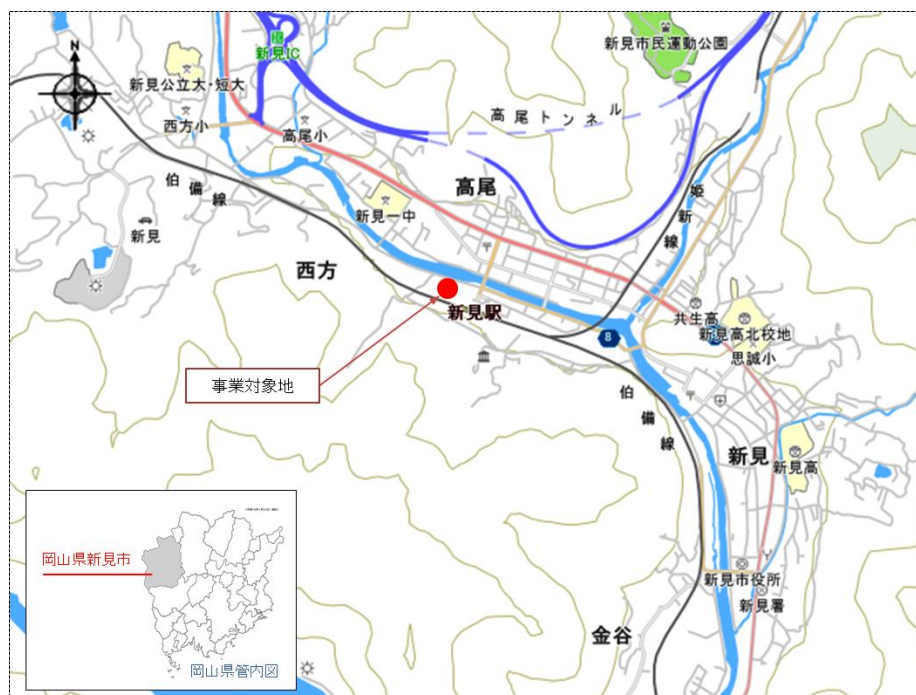 N
新見IC
新見市民運動公園
新見公立大・短大
西方小
高尾小
高尾トンネル
伯備線
高尾
姫新線
新見一中
新見
西方
新見駅
共生高
8
新見高北校地
思誠小
事業対象地
伯備線
新見
新見高
岡山県新見市
新見市役所
新見署
金谷
岡山県管内図